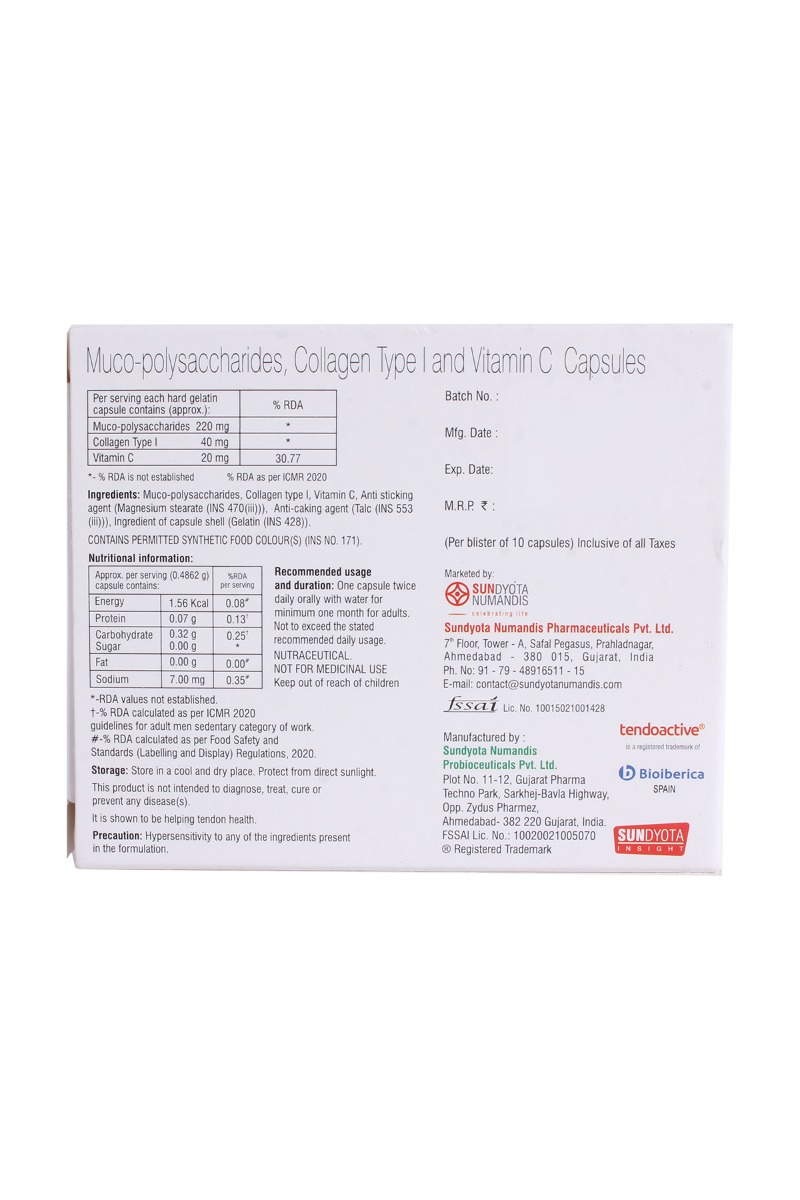 Muco-polysaccharides, Collagen Type I and Vitamin C Capsules
Per serving each hard gelatin
capsule contains (approx.):
% RDA
Muco-polysaccharides 220 mg *
Collagen Type I 40 mg *
Vitamin C 20 mg 30.77
*- % RDA is not established % RDA as per ICMR 2020
Ingredients: Muco-polysaccharides, Collagen type I, Vitamin C, Anti sticking
agent (Magnesium stearate (INS 470(iii))), Anti-caking agent (Talc (INS 553
(iii))), Ingredient of capsule shell (Gelatin (INS 428)).
CONTAINS PERMITTED SYNTHETIC FOOD COLOUR(S) (INS NO. 171).
Nutritional information:
Approx. per serving (0.4862 g)
capsule contains:
%RDA
per serving
Energy 1.56 Kcal 0.08#
Protein 0.07 g 0.13†
Carbohydrate 0.32 g 0.25†
Sugar 0.00 g *
Fat 0.00 g 0.00#
Sodium 7.00 mg 0.35#
Recommended usage
and duration: One capsule twice
daily orally with water for
minimum one month for adults.
Not to exceed the stated
recommended daily usage.
NUTRACEUTICAL.
NOT FOR MEDICINAL USE
Keep out of reach of children
*-RDA values not established.
†-% RDA calculated as per ICMR 2020
guidelines for adult men sedentary category of work.
#-% RDA calculated as per Food Safety and
Standards (Labelling and Display) Regulations, 2020.
Storage: Store in a cool and dry place. Protect from direct sunlight.
This product is not intended to diagnose, treat, cure or
prevent any disease(s).
It is shown to be helping tendon health.
Precaution: Hypersensitivity to any of the ingredients present
in the formulation.
Batch No. :
Mfg. Date :
Exp. Date:
M.R.P. ₹ :
(Per blister of 10 capsules) Inclusive of all Taxes
Marketed by:
SUNDYOTA
NUMANDIS
celebrating life
Sundyota Numandis Pharmaceuticals Pvt. Ltd.
7th Floor, Tower - A, Safal Pegasus, Prahladnagar,
Ahmedabad - 380 015, Gujarat, India
Ph. No: 91 - 79 - 48916511 - 15
E-mail: contact@sundyotanumandis.com
fssai Lic. No. 10015021001428
Manufactured by :
Sundyota Numandis
Probioceuticals Pvt. Ltd.
Plot No. 11-12, Gujarat Pharma
Techno Park, Sarkhej-Bavla Highway,
Opp. Zydus Pharmez,
Ahmedabad- 382 220 Gujarat, India.
FSSAI Lic. No.: 10020021005070
® Registered Trademark
tendoactive®
is a registered trademark of
Bioiberica
SPAIN
SUNDYOTA
INSIGHT